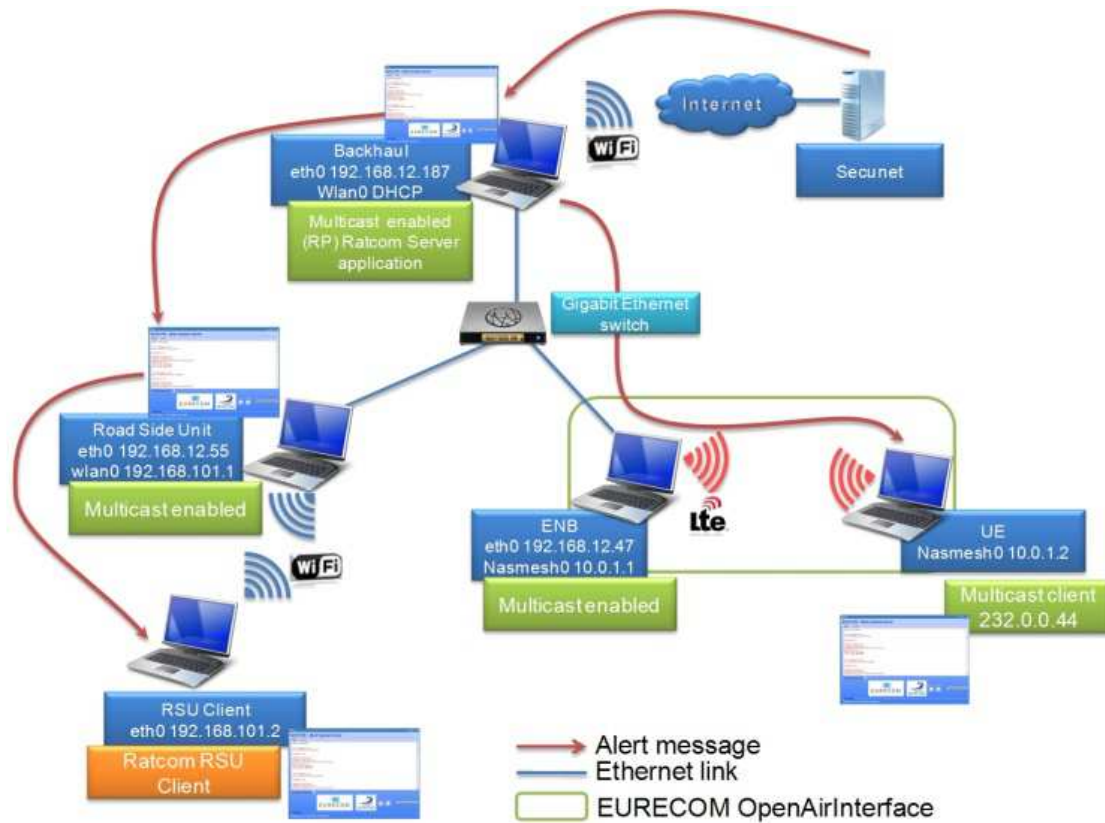 Internet
WiFi
Secunet
Backhaul
eth0 192.168.12.187
Wlan0 DHCP
Multicast enabled
(RP) Ratcom Server
application
Gigabit Ethernet
switch
EURECOM
Road Side Unit
eth0 192.168.12.55
wlan0 192.168.101.1
Multicast enabled
WiFi
Lte
ENB
eth0 192.168.12.47
Nasmesh0 10.0.1.1
Multicast enabled
UE
Nasmesh0 10.0.1.2
Multicast client
232.0.0.44
RSU Client
eth0 192.168.101.2
Ratcom RSU
Client
EURECOM
Alert message
Ethernet link
EURECOM OpenAirInterface